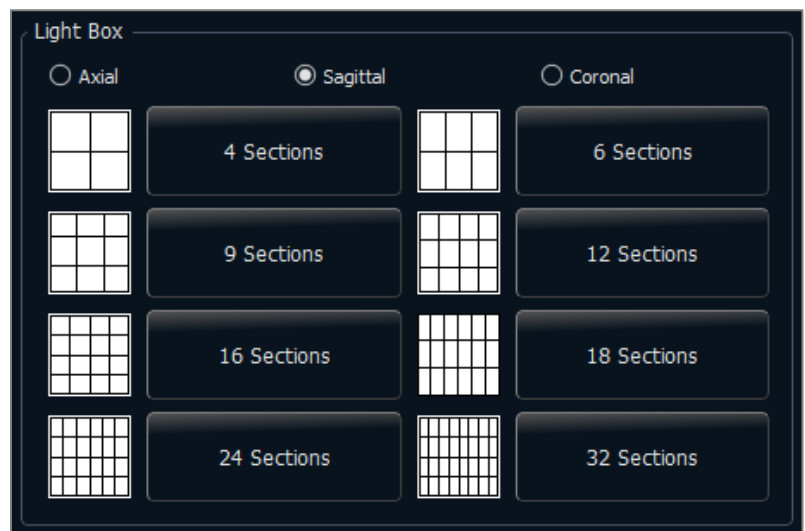 Light Box
Axial Sagittal Coronal
4 Sections 6 Sections
9 Sections 12 Sections
16 Sections 18 Sections
24 Sections 32 Sections